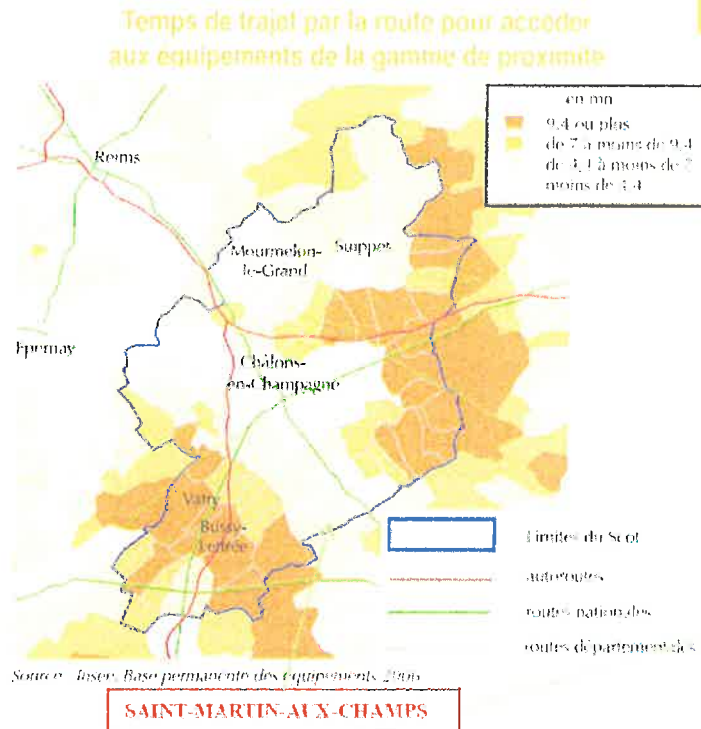 Temps de trajet par la route pour accéder
aux équipements de la gamme de proximité
en mn
9,4 ou plus
de 7 à moins de 9,4
de 4,4 à moins de 7
moins de 4,4
Reims
Mourmelon-
le-Grand
Suippes
Epernay
Châlons-
en-Champagne
Vatry
Bussy-
Lettrée
Limites du Scot
autoroutes
routes nationales
routes départementales
Source : Insee, Base permanente des équipements 2006
SAINT-MARTIN-AUX-CHAMPS